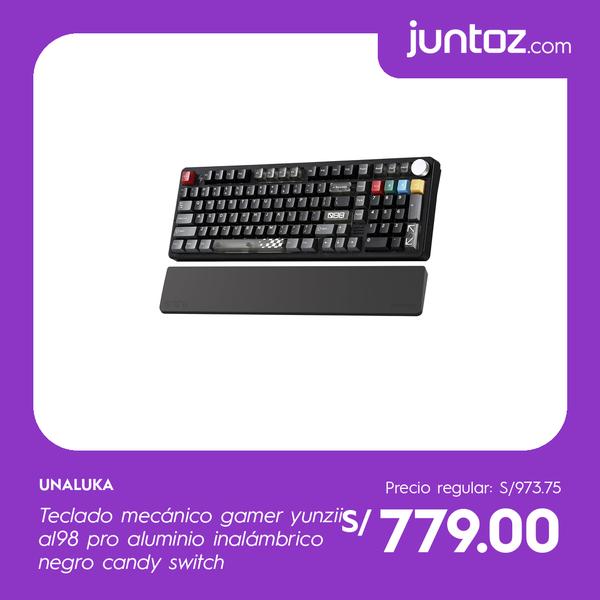 juntoz.com
UNALUKA
Precio regular: S/973.75
Teclado mecánico gamer yunzii
al98 pro aluminio inalámbrico
negro candy switch
S/ 779.00